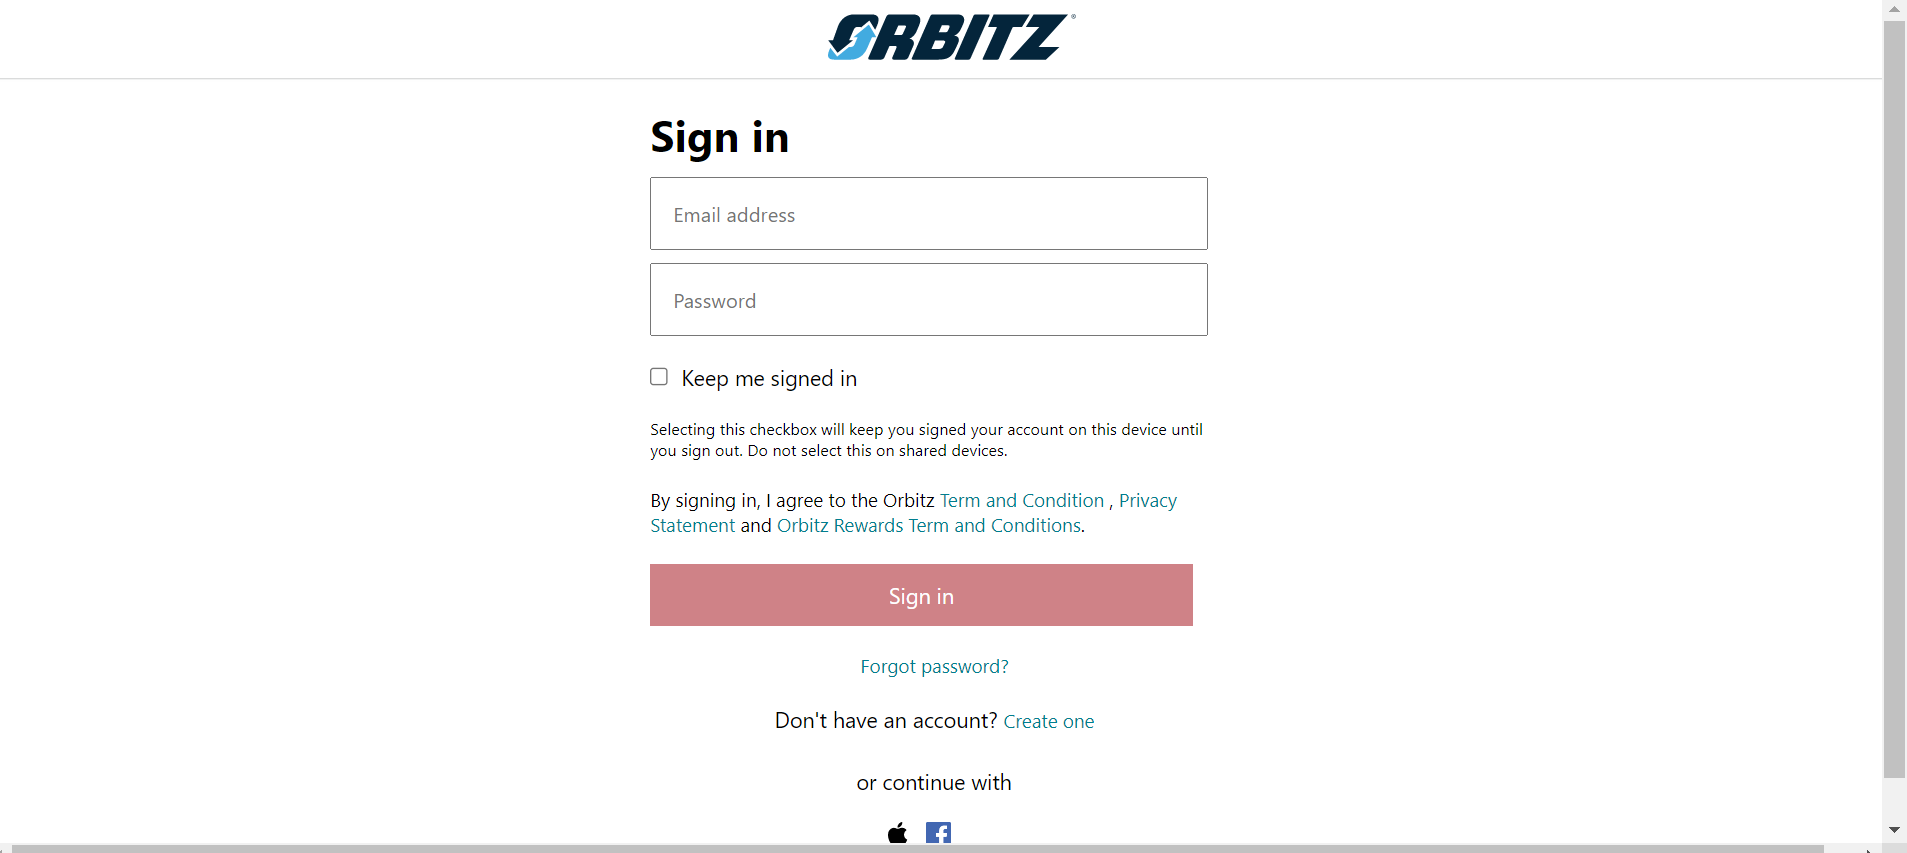 ORBITZ®
Sign in
Email address
Password
Keep me signed in
Selecting this checkbox will keep you signed your account on this device until
you sign out. Do not select this on shared devices.
By signing in, I agree to the Orbitz Term and Condition , Privacy
Statement and Orbitz Rewards Term and Conditions.
Sign in
Forgot password?
Don't have an account? Create one
or continue with